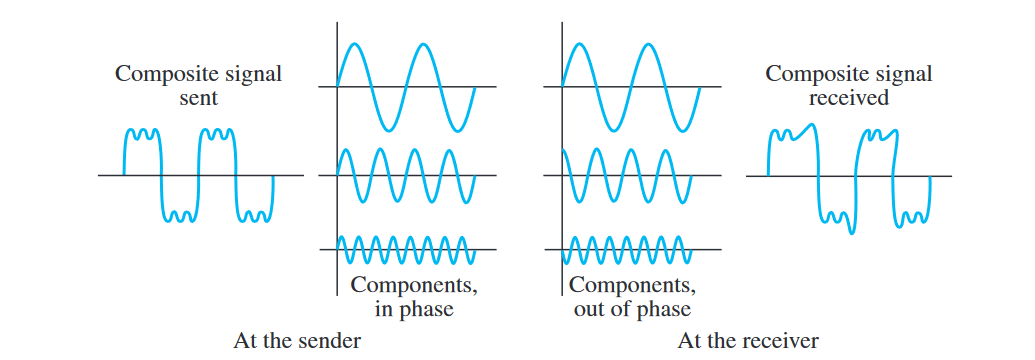 Composite signal
sent
Components,
in phase
At the sender
Components,
out of phase
Composite signal
received
At the receiver